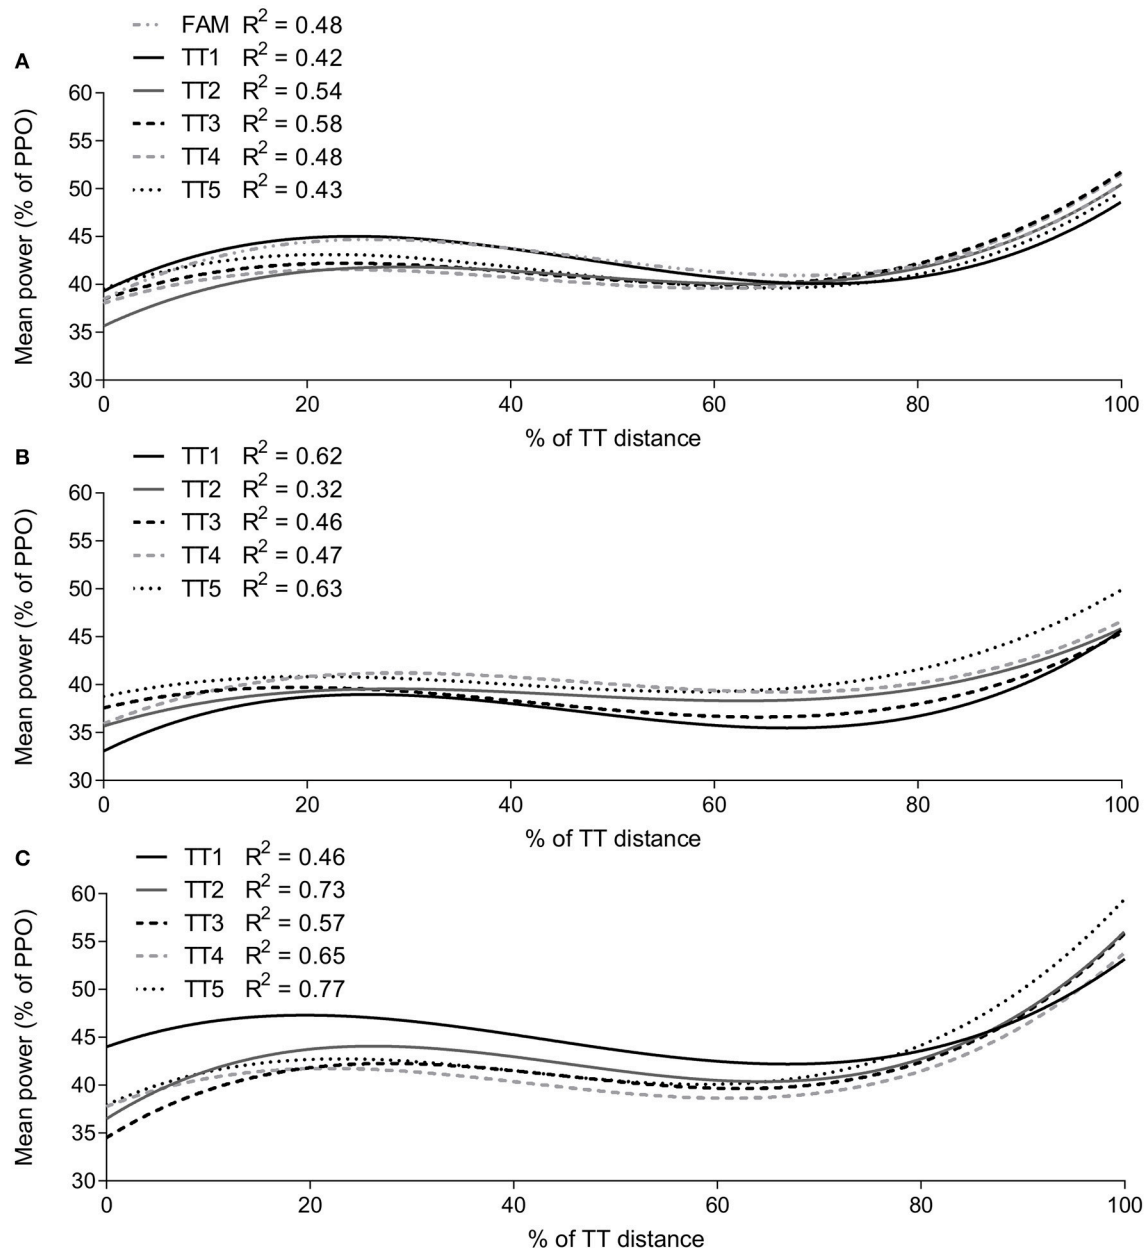 FAM R² = 0.48
A TT1 R² = 0.42
TT2 R² = 0.54
TT3 R² = 0.58
TT4 R² = 0.48
TT5 R² = 0.43
Mean power (% of PPO)
60
55
50
45
40
35
30
0 20 40 60 80 100
% of TT distance
B TT1 R² = 0.62
TT2 R² = 0.32
TT3 R² = 0.46
TT4 R² = 0.47
TT5 R² = 0.63
Mean power (% of PPO)
60
55
50
45
40
35
30
0 20 40 60 80 100
% of TT distance
C TT1 R² = 0.46
TT2 R² = 0.73
TT3 R² = 0.57
TT4 R² = 0.65
TT5 R² = 0.77
Mean power (% of PPO)
60
55
50
45
40
35
30
0 20 40 60 80 100
% of TT distance